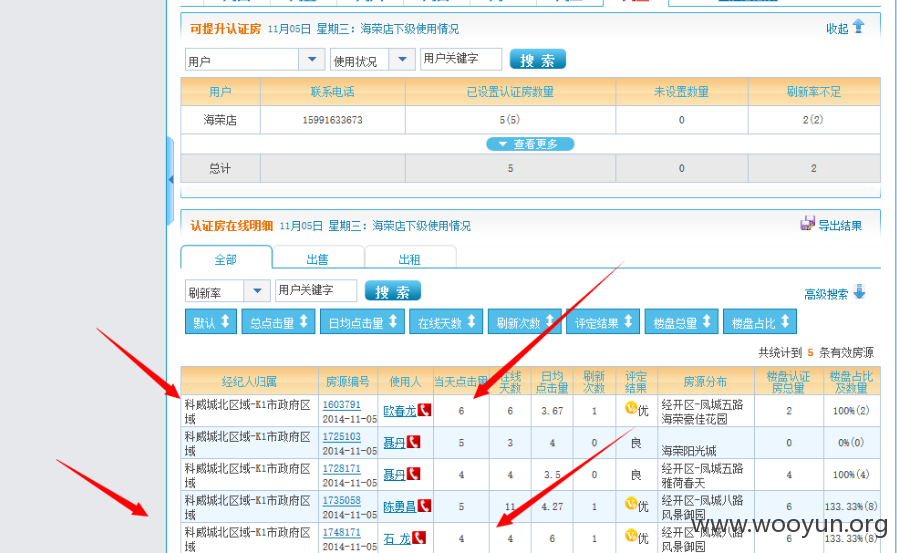 可提升认证房 11月05日 星期三: 海荣店下级使用情况 收起
用户 使用状况 用户关键字 搜 索
用户 联系电话 已设置认证房数量 未设置数量 刷新率不足
海荣店 15991633673 5(5) 0 2(2)
查看更多
总计 5 0 2
认证房在线明细 11月05日 星期三: 海荣店下级使用情况 导出结果
全部 出售 出租
刷新率 用户关键字 搜 索 高级搜索
默认 总点击量 日均点击量 在线天数 刷新次数 评定结果 楼盘总量 楼盘占比
共统计到 5 条有效房源
经纪人归属 房源编号 使用人 当天点击量 在线天数 日均点击量 刷新次数 评定结果 房源分布 楼盘认证房总量 楼盘占比及数量
科威城北区域-K1市政府区域 1603791 2014-11-05 欧春龙 6 6 3.67 1 优 经开区-凤城五路 海荣豪佳花园 2 100%(2)
科威城北区域-K1市政府区域 1725103 2014-11-05 聂丹 5 3 4 0 良 海荣阳光城 0 0%(0)
科威城北区域-K1市政府区域 1728171 2014-11-05 聂丹 4 4 3.5 0 良 经开区-凤城五路 雅荷春天 4 100%(4)
科威城北区域-K1市政府区域 1735058 2014-11-05 陈勇昌 5 11 4.27 1 优 经开区-凤城八路 风景御园 6 133.33%(8)
科威城北区域-K1市政府区域 1748171 2014-11-05 石 龙 4 4 6 1 优 经开区-凤城八路 风景御园 6 133.33%(8)
www.wooyun.org